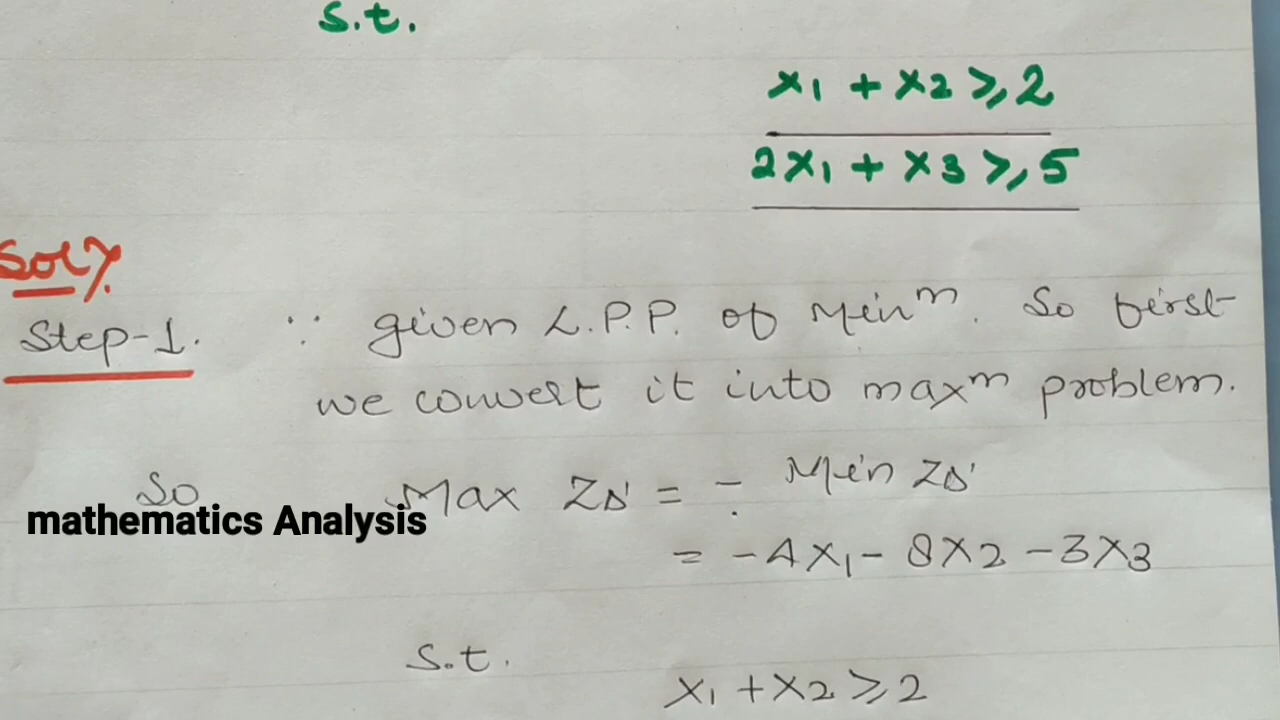 S.t.
x1 + x2 ≥ 2
2x1 + x3 ≥ 5
Soln.
Step-1. ∵ given L.P.P. of Minm. So first
we convert it into maxm problem.
So Max Zs' = - Min Zs'
= -4x1 - 8x2 - 3x3
mathematics Analysis
S.t.
x1 + x2 ≥ 2